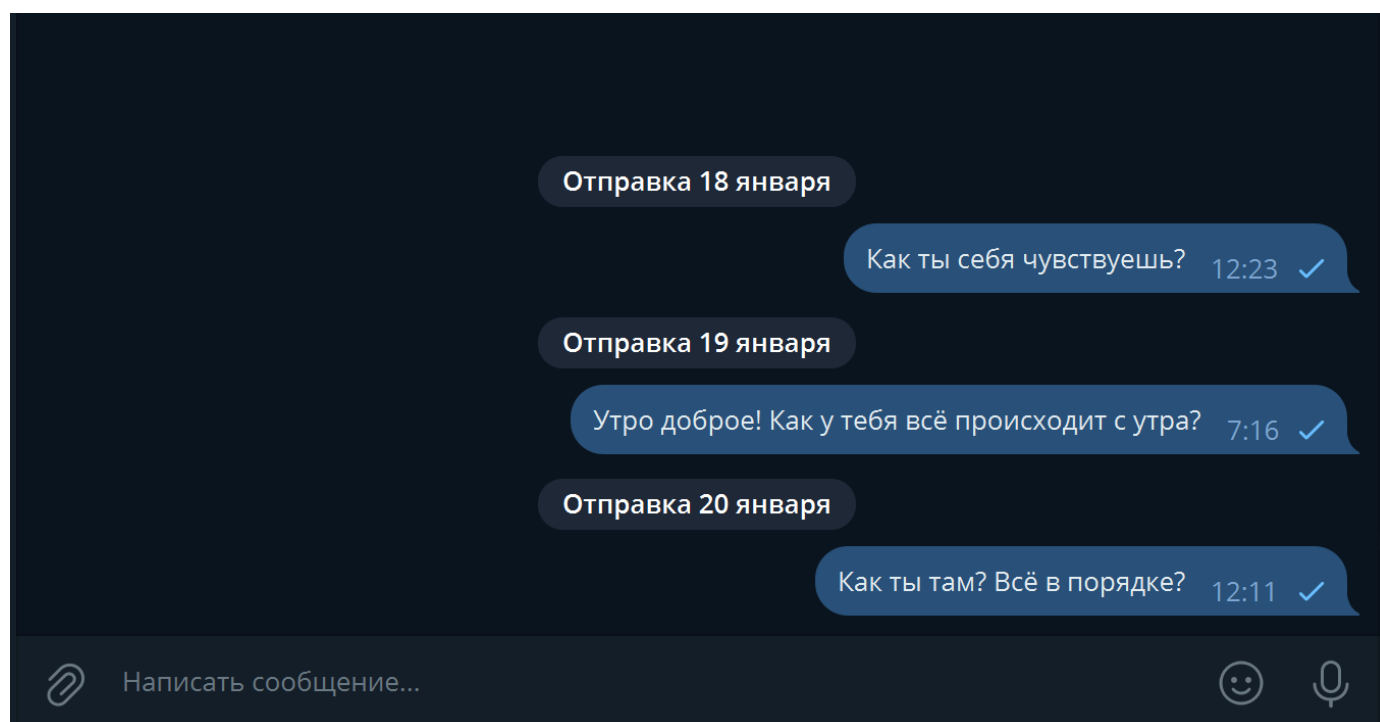 Отправка 18 января
Как ты себя чувствуешь? 12:23
Отправка 19 января
Утро доброе! Как у тебя всё происходит с утра? 7:16
Отправка 20 января
Как ты там? Всё в порядке? 12:11
Написать сообщение...